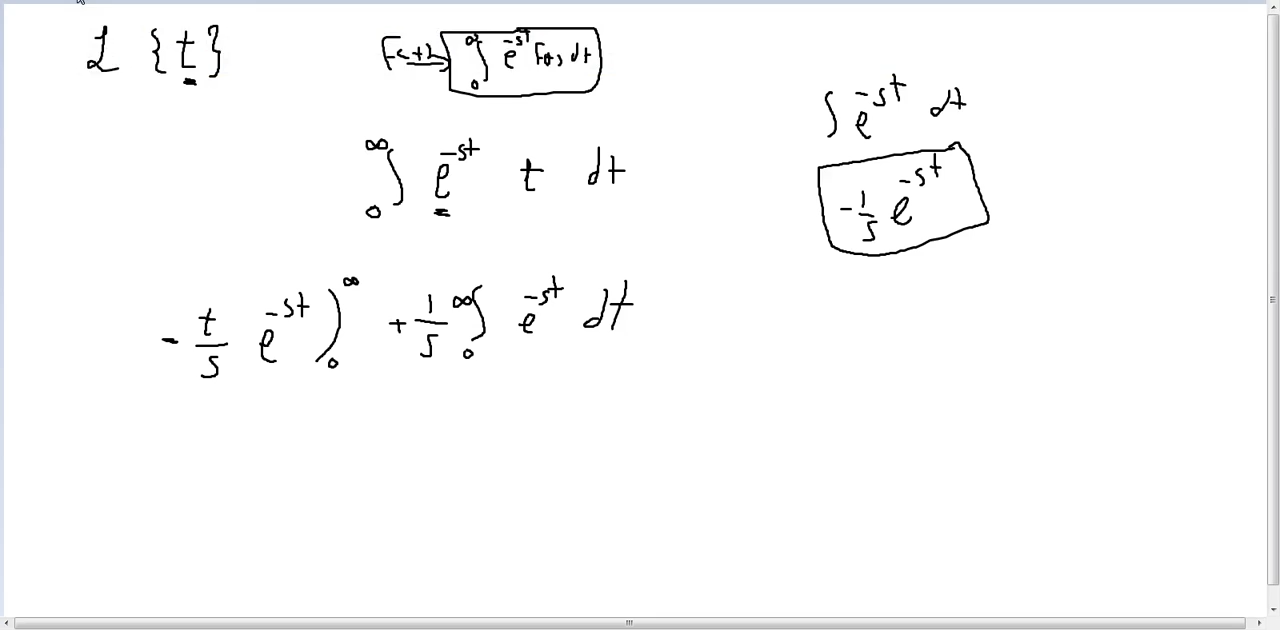 ℒ {t}
F(t) ∫₀^∞ e^{-st} F(t) dt
∫ e^{-st} dt
∫₀^∞ e^{-st} t dt
-1/s e^{-st}
- t/s e^{-st} )₀^∞ + 1/s ∫₀^∞ e^{-st} dt